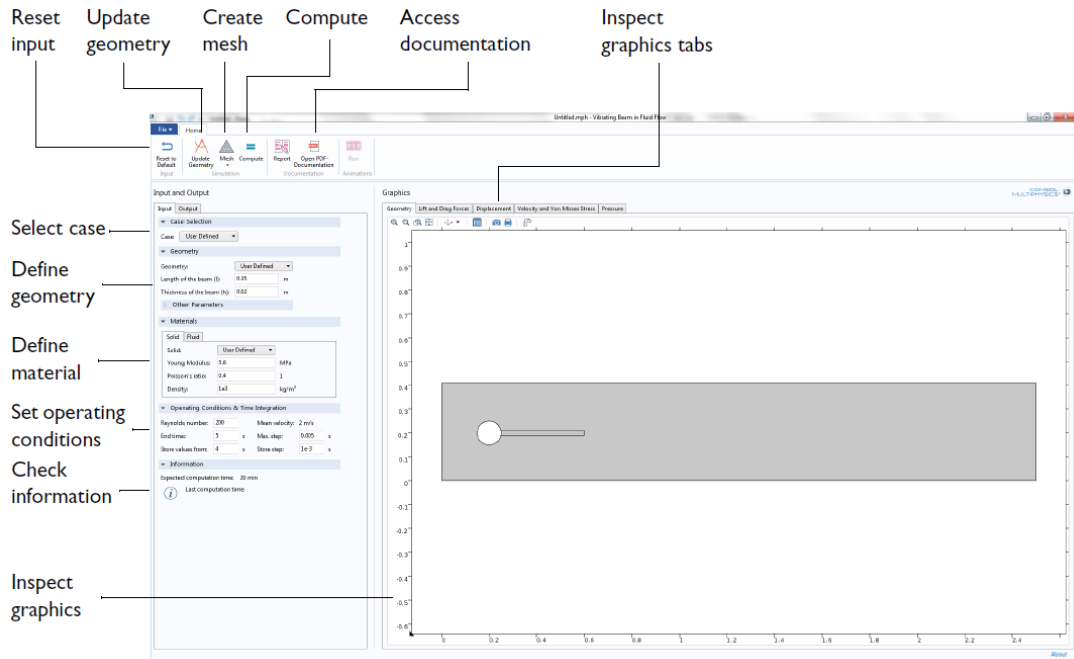 Reset input
Update geometry
Create mesh
Compute
Access documentation
Inspect graphics tabs
Untitled.mph - Vibrating Beam in Fluid Flow
File
Home
Reset to Default
Update Geometry
Mesh
Compute
Report
Open PDF-Documentation
Run
Input
Simulation
Documentation
Animations
Input and Output
Graphics
COMSOL MULTIPHYSICS
Input Output
Geometry Lift and Drag Forces Displacement Velocity and Von Mises Stress Pressure
Select case
Case Selection
Case: User Defined
Define geometry
Geometry
Geometry: User Defined
Length of the beam (l): 0.35 m
Thickness of the beam (h): 0.02 m
Other Parameters
Define material
Materials
Solid Fluid
Solid: User Defined
Young Modulus: 5.6 MPa
Poisson's ratio: 0.4 1
Density: 1e3 kg/m³
Set operating conditions
Operating Conditions & Time Integration
Reynolds number: 200 Mean velocity: 2 m/s
End time: 5 s Max. step: 0.005 s
Store values from: 4 s Store step: 1e-3 s
Check information
Information
Expected computation time: 20 min
Last computation time:
Inspect graphics
1
0.9
0.8
0.7
0.6
0.5
0.4
0.3
0.2
0.1
0
-0.1
-0.2
-0.3
-0.4
-0.5
-0.6
0 0.2 0.4 0.6 0.8 1 1.2 1.4 1.6 1.8 2 2.2 2.4
About